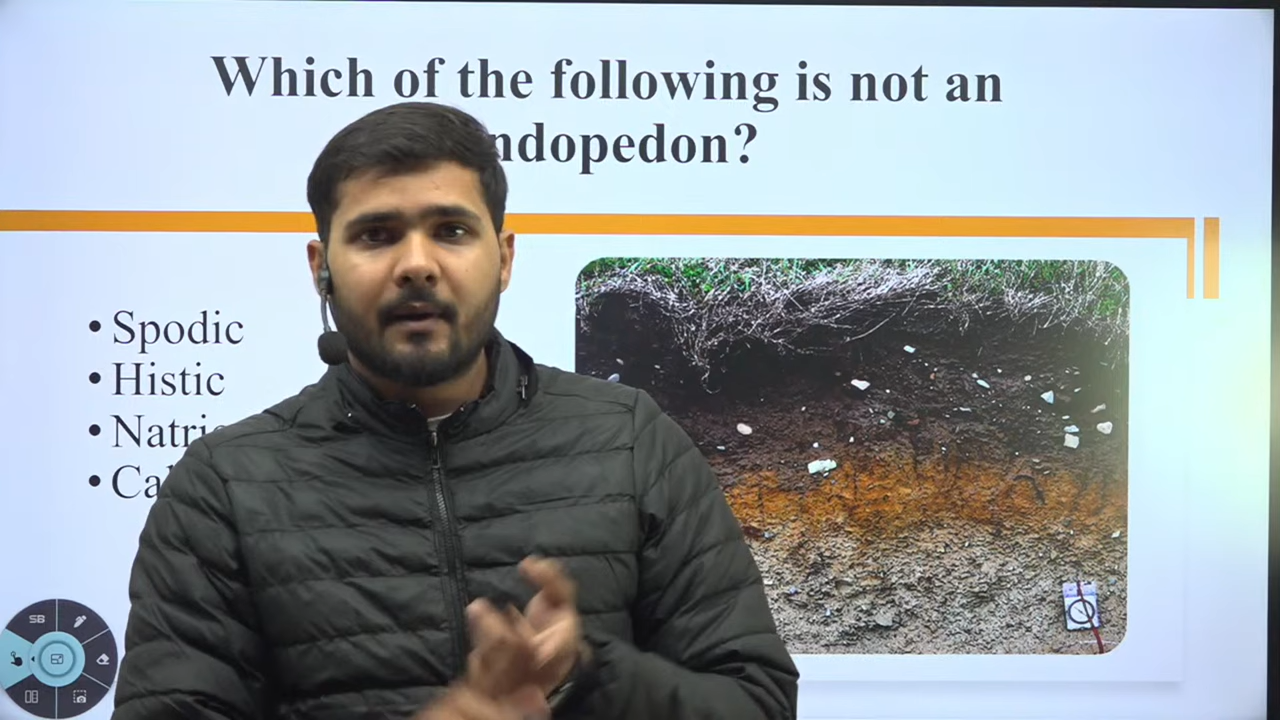 Which of the following is not an
ndopedon?
• Spodic
• Histic
• Natri
• Ca
SB